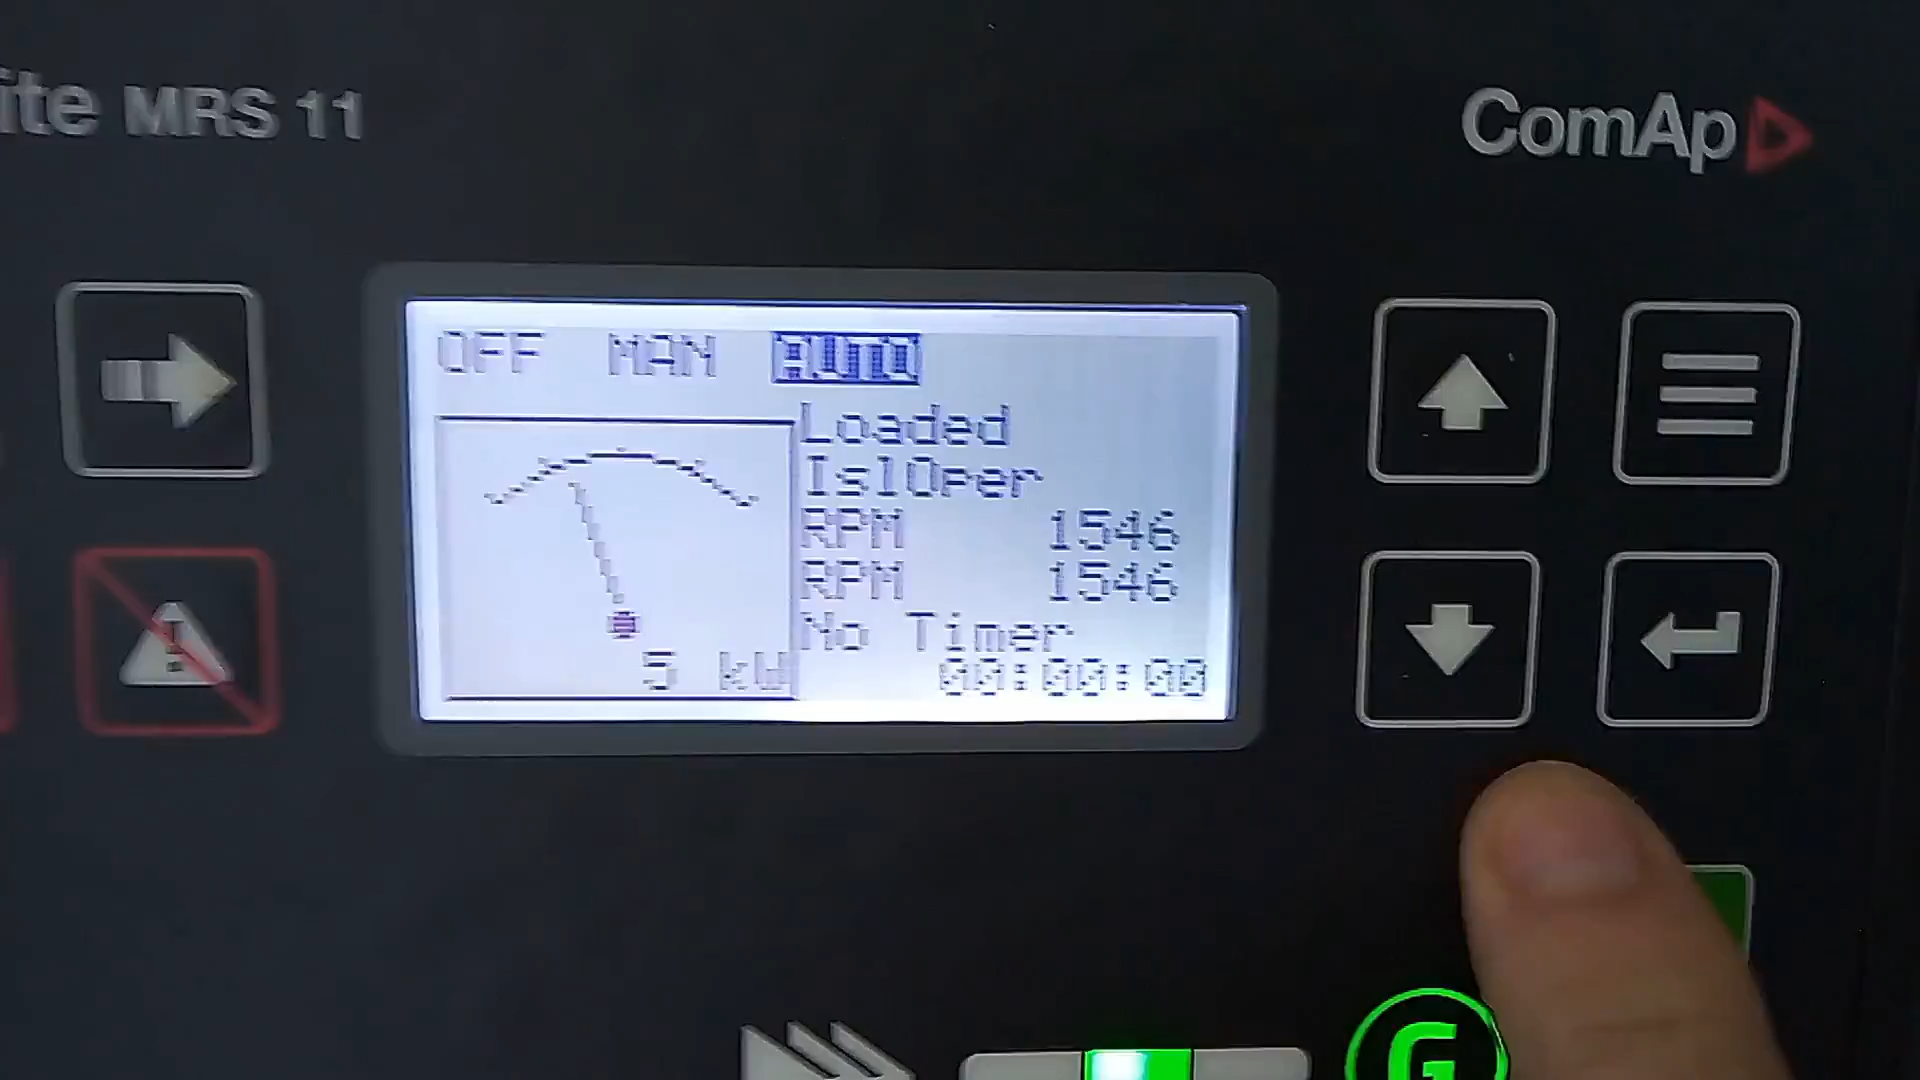 ite MRS 11
ComAp
OFF MAN AUTO
Loaded
IslOper
RPM 1546
RPM 1546
No Timer
5 kW
00:00:00
G